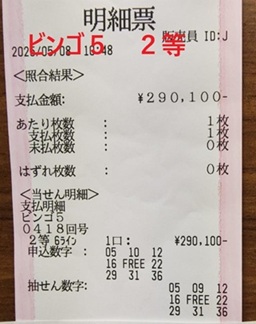 明細票
販売員 ID:J
2025/05/08 10:48
ビンゴ5 2等
<照合結果>
支払金額: ¥290,100-
あたり枚数 : 1枚
支払枚数 : 1枚
未払枚数 : 0枚
はずれ枚数 : 0枚
<当せん明細>
支払明細
ビンゴ5
0418回号
2等 6ライン 1口: ¥290,100-
申込数字: 05 10 12
16 FREE 22
29 31 36
抽せん数字: 05 09 12
16 FREE 22
29 31 36